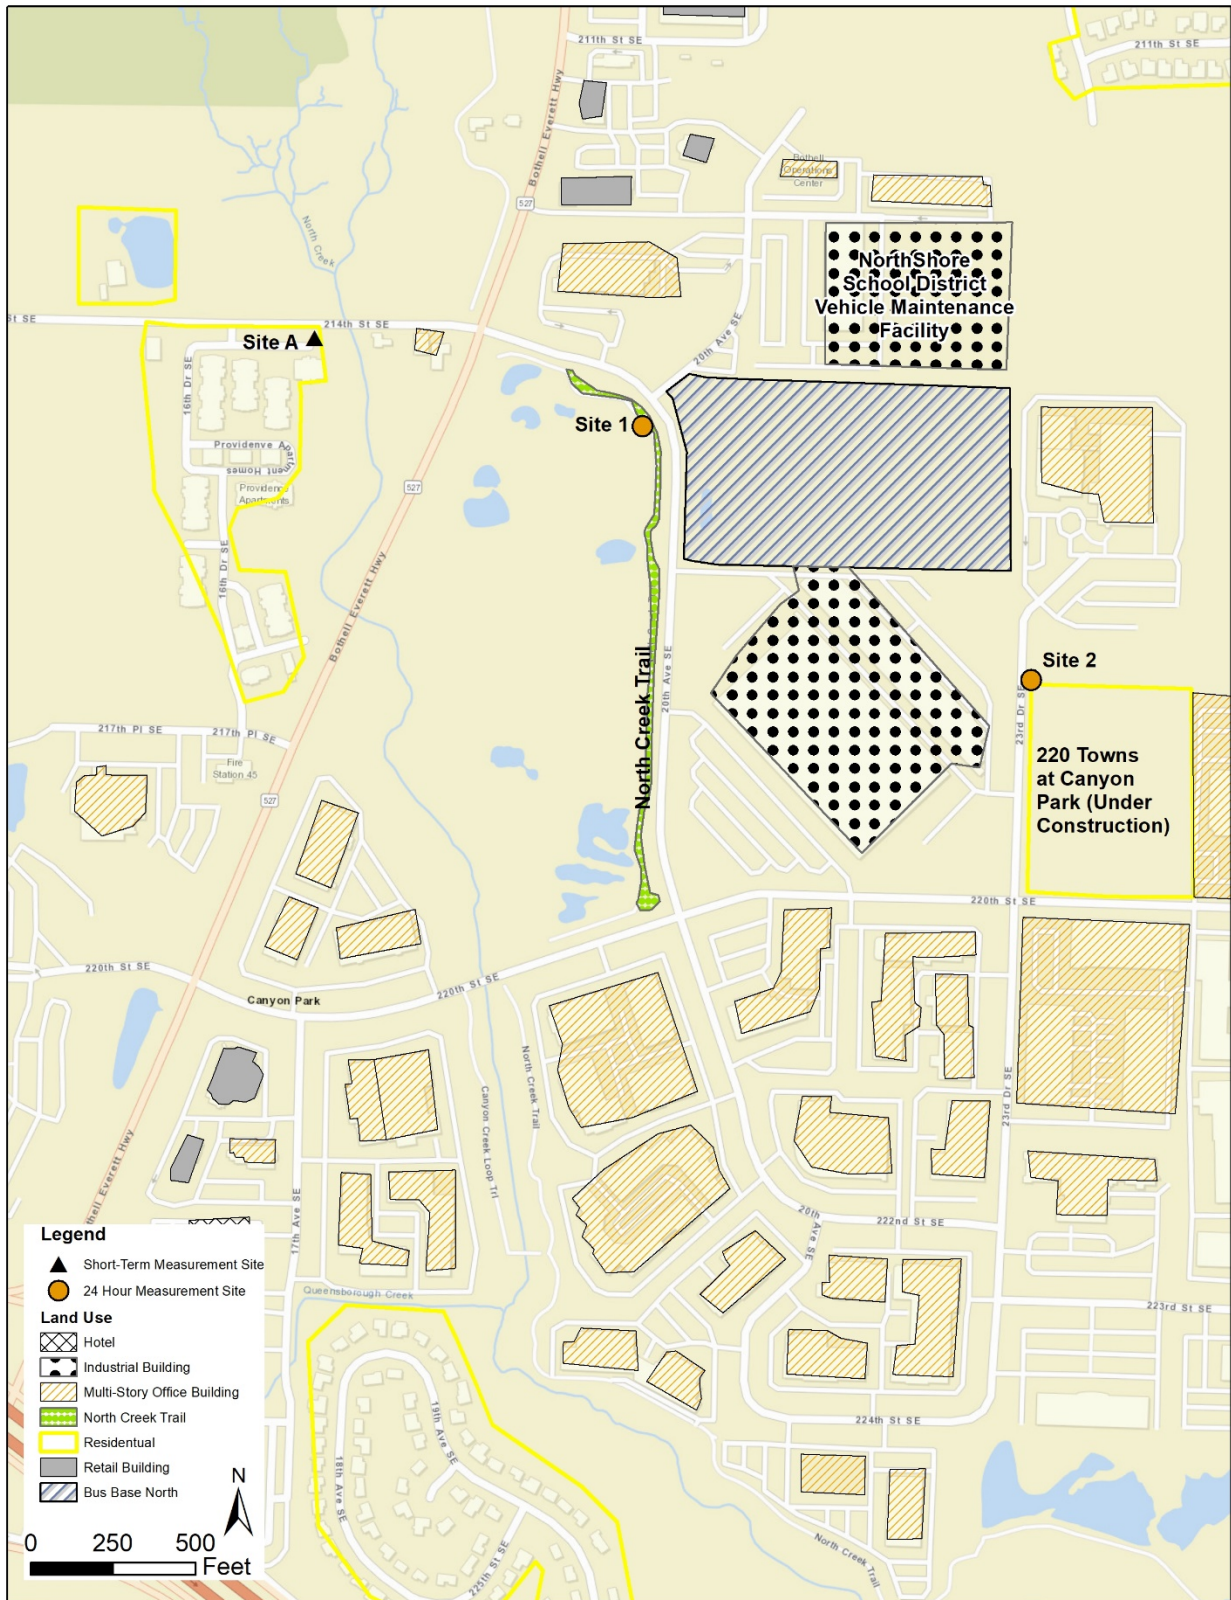 211th St SE
211th St SE
Bothell Everett Hwy
Bothell
Operations
Center
527
North Creek
NorthShore
School District
Vehicle Maintenance
Facility
St SE
214th St SE
Site A
20th Ave SE
16th Dr SE
Site 1
Providenve Apartment Homes
Providence
Apartments
527
16th Dr SE
Bothell Everett Hwy
North Creek Trail
20th Ave SE
Site 2
23rd Dr SE
217th Pl SE
217th Pl SE
Fire
Station 45
220 Towns
at Canyon
Park (Under
Construction)
527
220th St SE
220th St SE
Canyon Park
220th St SE
North Creek Trail
Canyon Creek Loop Trl
23rd Dr SE
Bothell Everett Hwy
17th Ave SE
20th
Ave SE
222nd St SE
Queensborough Creek
223rd St SE
19th Ave SE
18th Ave SE
224th St SE
225th St SE
North Creek Trail
Legend
Short-Term Measurement Site
24 Hour Measurement Site
Land Use
Hotel
Industrial Building
Multi-Story Office Building
North Creek Trail
Residentual
Retail Building
Bus Base North
N
0 250 500
Feet